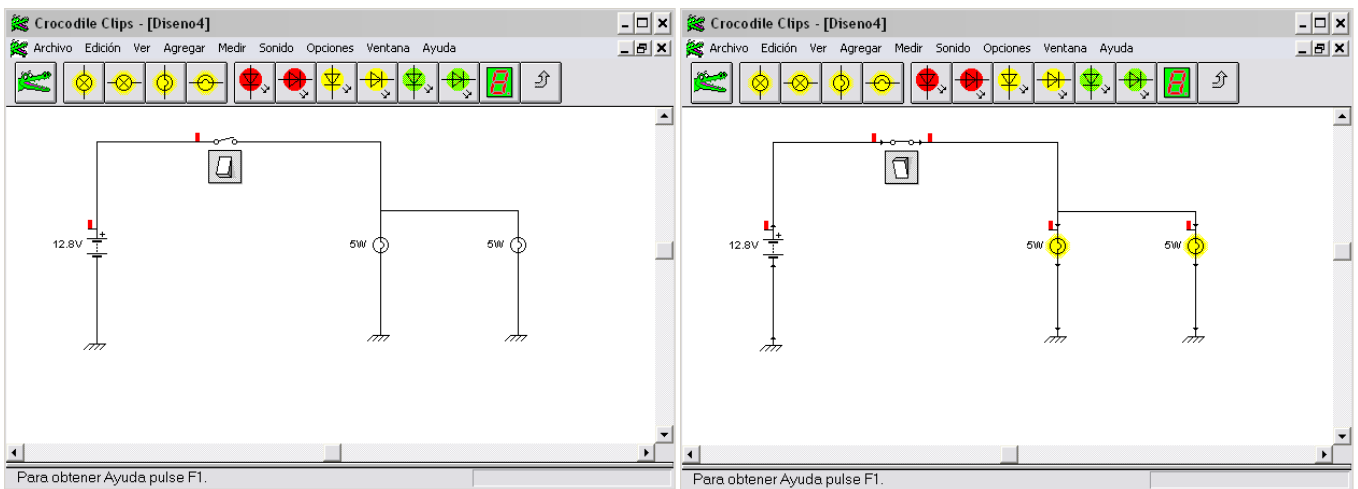 Crocodile Clips - [Diseno4]
Archivo Edición Ver Agregar Medir Sonido Opciones Ventana Ayuda
12.8V
5W
5W
Para obtener Ayuda pulse F1.
Crocodile Clips - [Diseno4]
Archivo Edición Ver Agregar Medir Sonido Opciones Ventana Ayuda
12.8V
5W
5W
Para obtener Ayuda pulse F1.